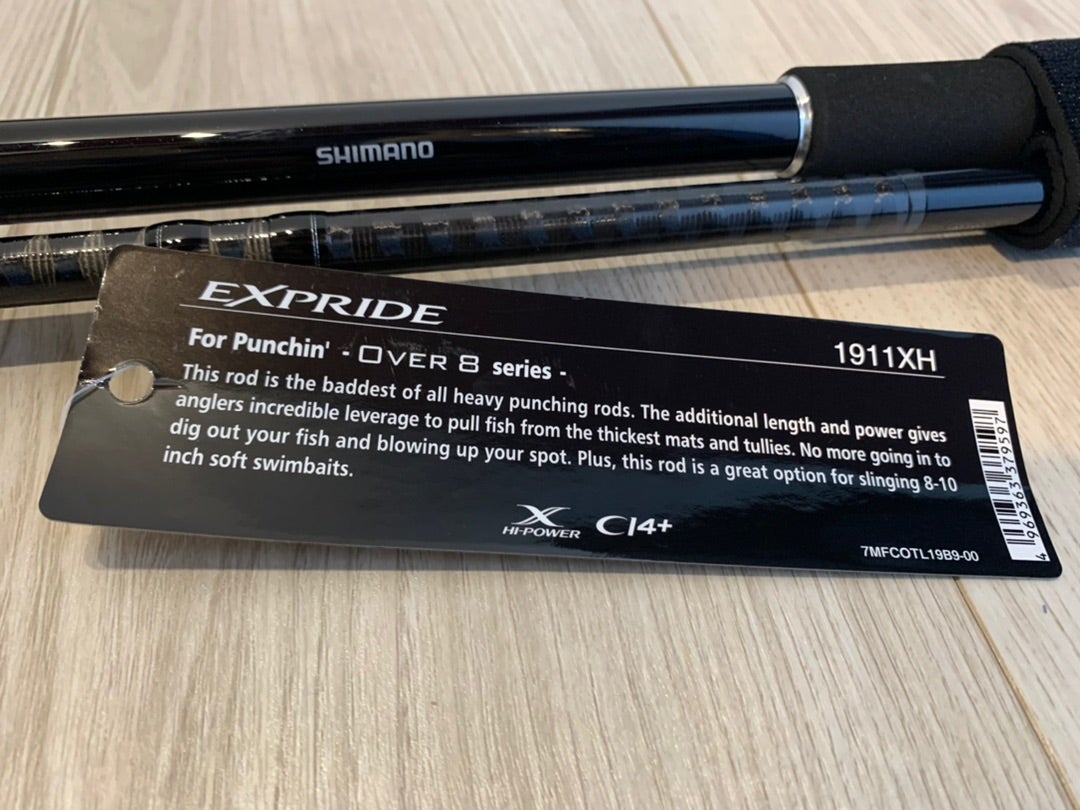 SHIMANO
EXPRIDE
1911XH
For Punchin' - OVER 8 series -
This rod is the baddest of all heavy punching rods. The additional length and power gives
anglers incredible leverage to pull fish from the thickest mats and tullies. No more going in to
dig out your fish and blowing up your spot. Plus, this rod is a great option for slinging 8-10
inch soft swimbaits.
X
HI-POWER
CI4+
7MFCOTL19B9-00
4 969363 379597